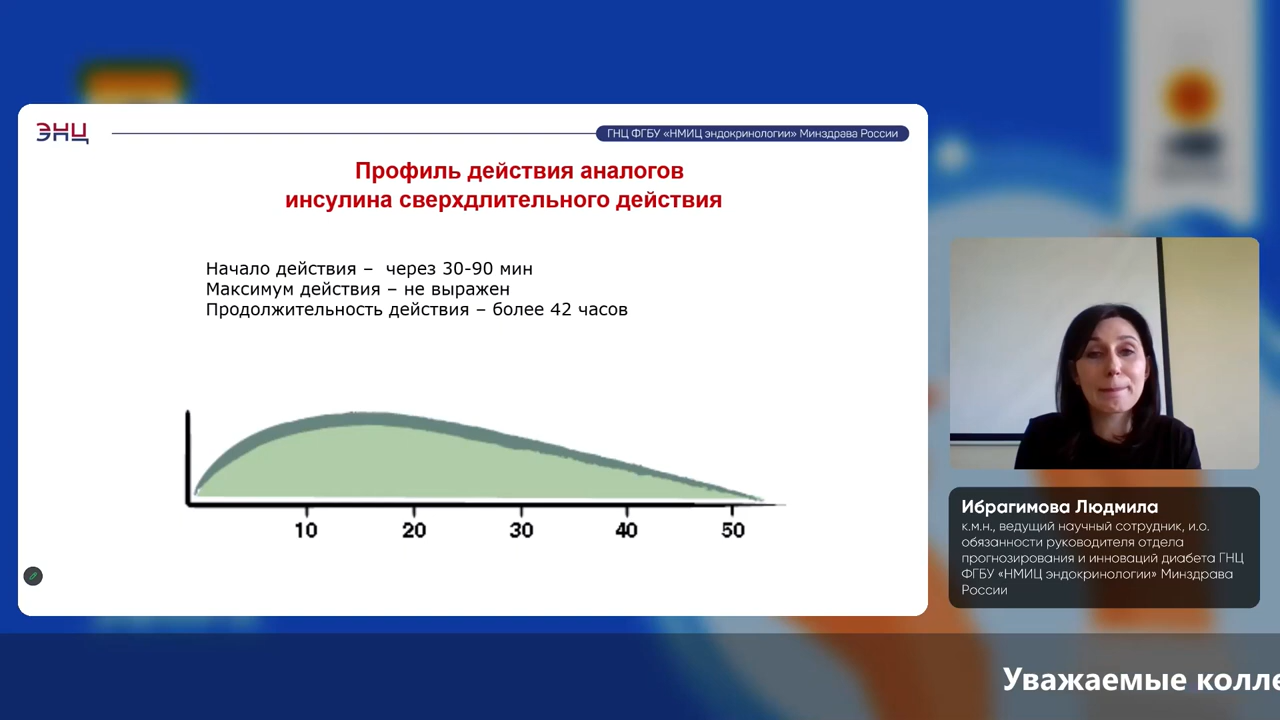 ЭНЦ
ГНЦ ФГБУ «НМИЦ эндокринологии» Минздрава России
Профиль действия аналогов
инсулина сверхдлительного действия
Начало действия – через 30-90 мин
Максимум действия – не выражен
Продолжительность действия – более 42 часов
10 20 30 40 50
Ибрагимова Людмила
к.м.н., ведущий научный сотрудник, и.о.
обязанности руководителя отдела
прогнозирования и инноваций диабета ГНЦ
ФГБУ «НМИЦ эндокринологии» Минздрава
России
Уважаемые колле